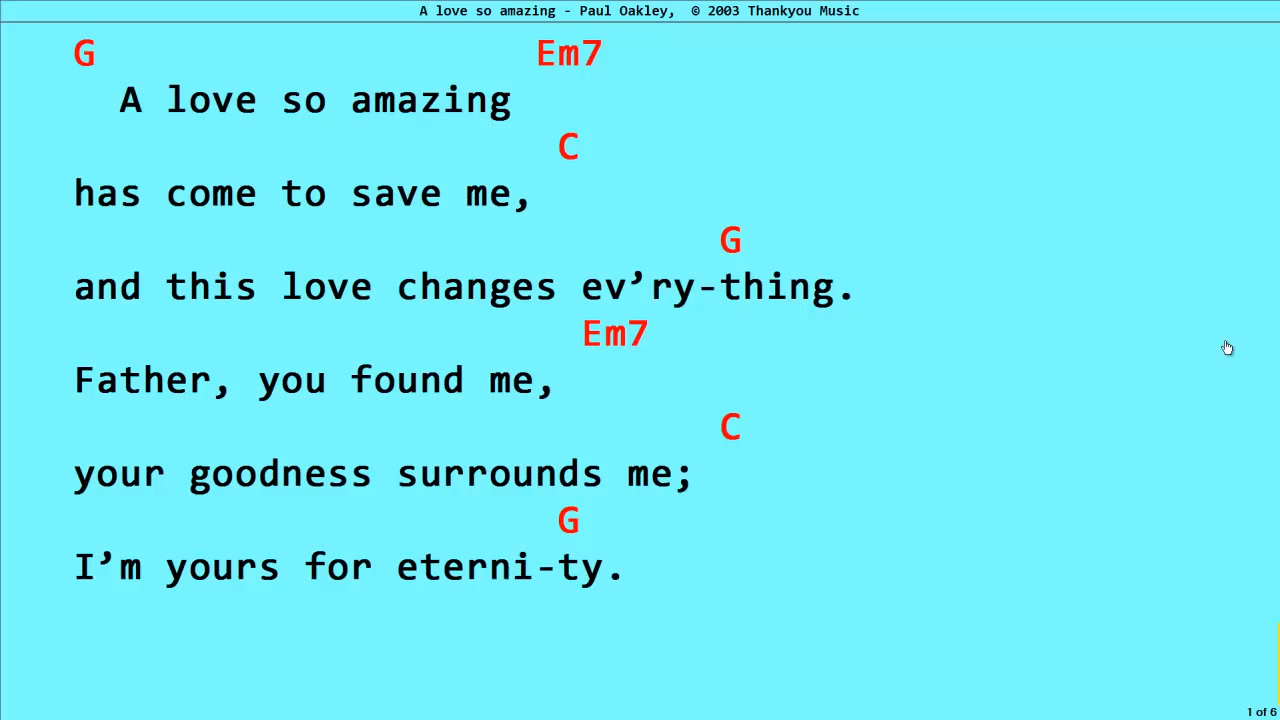 A love so amazing - Paul Oakley,  © 2003 Thankyou Music
G Em7
A love so amazing
C
has come to save me,
G
and this love changes ev’ry-thing.
Em7
Father, you found me,
C
your goodness surrounds me;
G
I’m yours for eterni-ty.
1 of 6